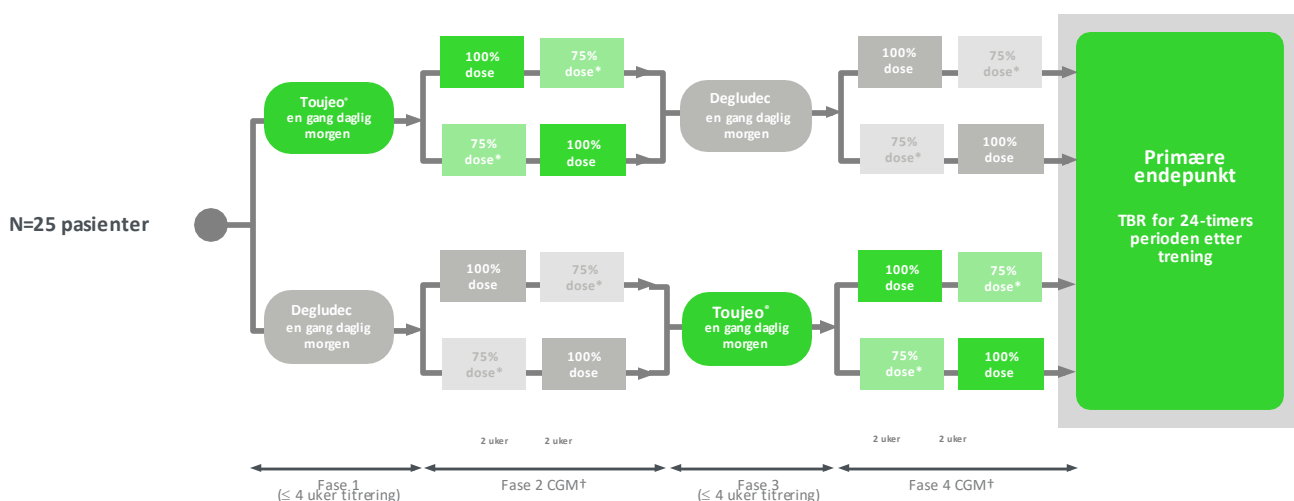 N=25 pasienter
Toujeo®
en gang daglig
morgen
100%
dose
75%
dose*
75%
dose*
100%
dose
Degludec
en gang daglig
morgen
100%
dose
75%
dose*
75%
dose*
100%
dose
Degludec
en gang daglig
morgen
100%
dose
75%
dose*
75%
dose*
100%
dose
Toujeo®
en gang daglig
morgen
100%
dose
75%
dose*
75%
dose*
100%
dose
Primære
endepunkt
TBR for 24-timers
perioden etter
trening
2 uker 2 uker
2 uker 2 uker
Fase 1
(≤ 4 uker titrering)
Fase 2 CGM†
Fase 3
(≤ 4 uker titrering)
Fase 4 CGM†